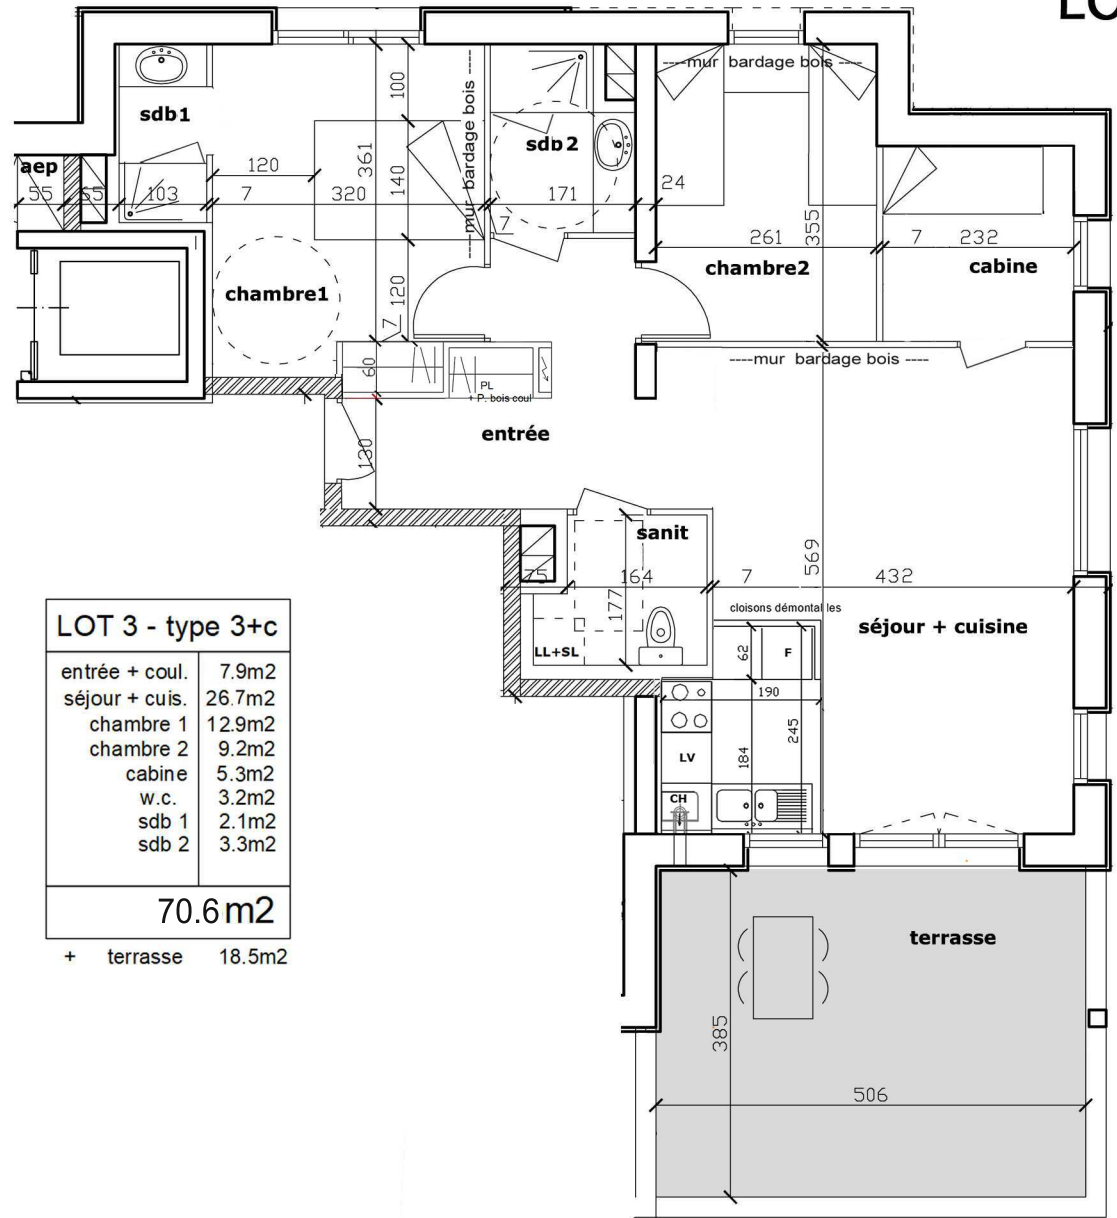 LO
mur bardage bois
sdb1
100
mur bardage bois
sdb 2
aep
120
361
140
55
65
103
7
320
171
24
7
261
355
7
232
chambre1
chambre2
cabine
120
7
60
mur bardage bois
PL
+ P. bois coul
entrée
130
sanit
569
75
164
7
432
177
cloisons démontal les
séjour + cuisine
LL+SL
62
F
190
LV
184
245
CH
LOT 3 - type 3+c
entrée + coul. 7.9m2
séjour + cuis. 26.7m2
chambre 1 12.9m2
chambre 2 9.2m2
cabine 5.3m2
w.c. 3.2m2
sdb 1 2.1m2
sdb 2 3.3m2
70.6 m2
+ terrasse 18.5m2
terrasse
385
506